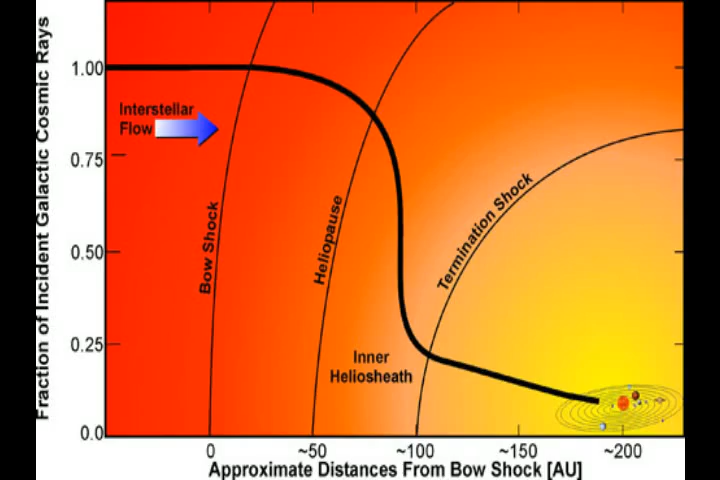 Fraction of Incident Galactic Cosmic Rays
1.00
0.75
0.50
0.25
0.0
Interstellar
Flow
Bow Shock
Heliopause
Termination Shock
Inner
Heliosheath
0
~50
~100
~150
~200
Approximate Distances From Bow Shock [AU]